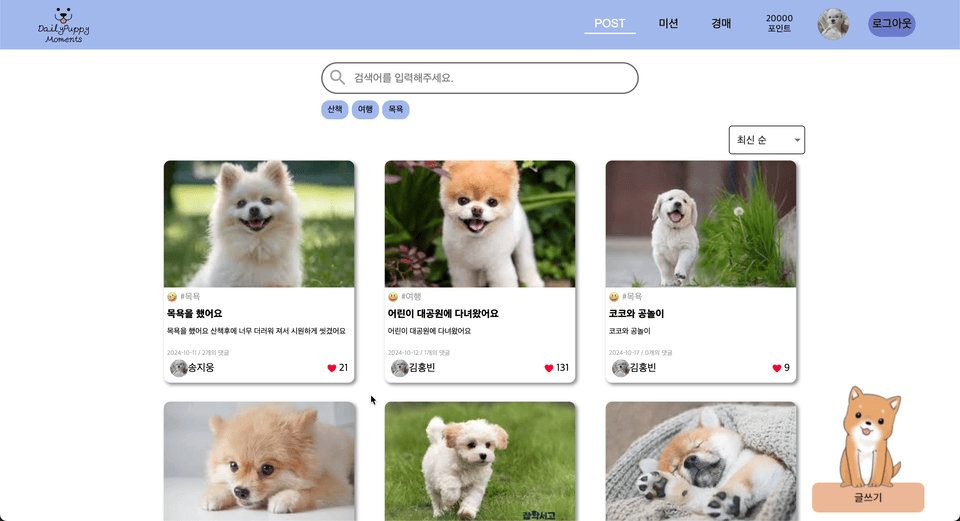 DailyPuppy
Moments
POST
미션
경매
20000
포인트
로그아웃
검색어를 입력해주세요.
산책
여행
목욕
최신 순
#목욕
목욕을 했어요
목욕을 했어요 산책후에 너무 더러워 져서 시원하게 씻겼어요
2024-10-11 / 2개의 댓글
송지웅
21
#여행
어린이 대공원에 다녀왔어요
어린이 대공원에 다녀왔어요
2024-10-12 / 1개의 댓글
김홍빈
131
#목욕
코코와 공놀이
코코와 공놀이
2024-10-17 / 0개의 댓글
김홍빈
9
글쓰기